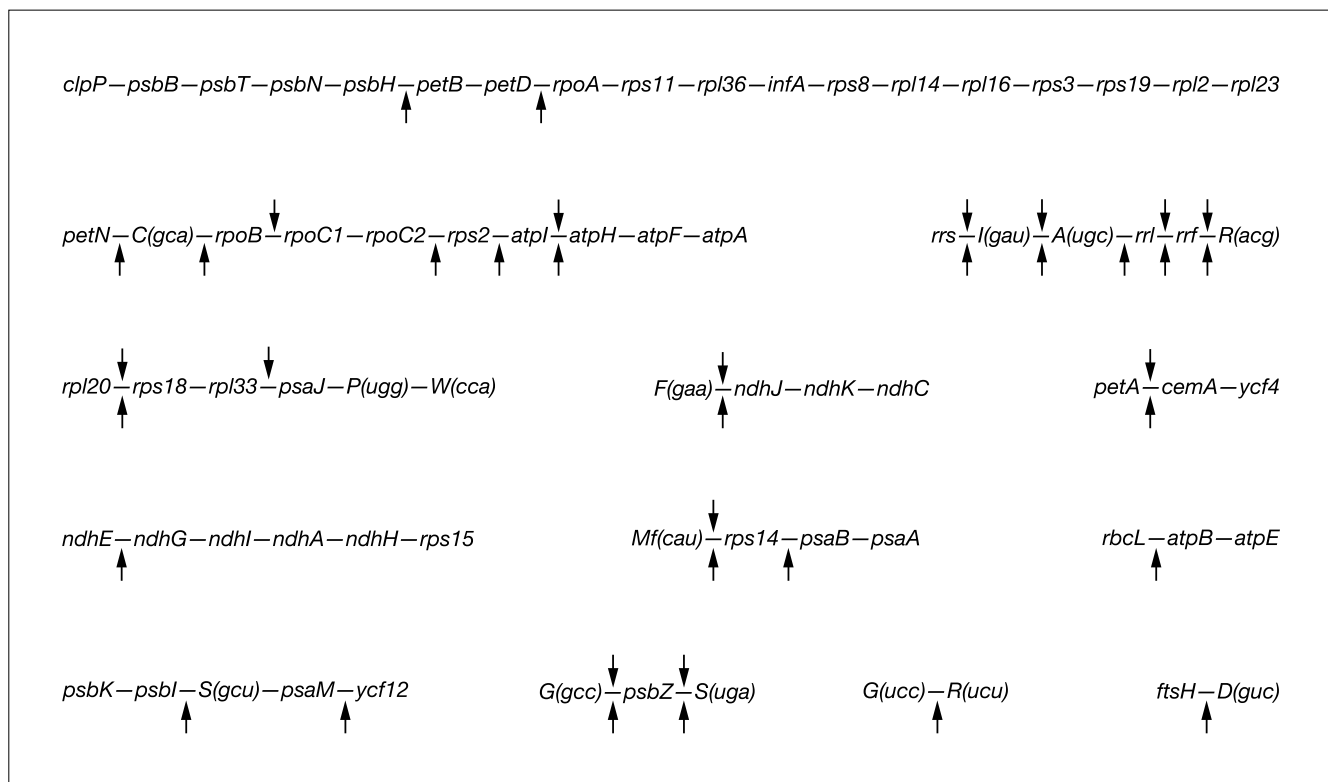 clpP—psbB—psbT—psbN—psbH—petB—petD—rpoA—rps11—rpl36—infA—rps8—rpl14—rpl16—rps3—rps19—rpl2—rpl23
petN—C(gca)—rpoB—rpoC1—rpoC2—rps2—atpI—atpH—atpF—atpA
rrs—I(gau)—A(ugc)—rrl—rrf—R(acg)
rpl20—rps18—rpl33—psaJ—P(ugg)—W(cca)
F(gaa)—ndhJ—ndhK—ndhC
petA—cemA—ycf4
ndhE—ndhG—ndhI—ndhA—ndhH—rps15
Mf(cau)—rps14—psaB—psaA
rbcL—atpB—atpE
psbK—psbI—S(gcu)—psaM—ycf12
G(gcc)—psbZ—S(uga)
G(ucc)—R(ucu)
ftsH—D(guc)